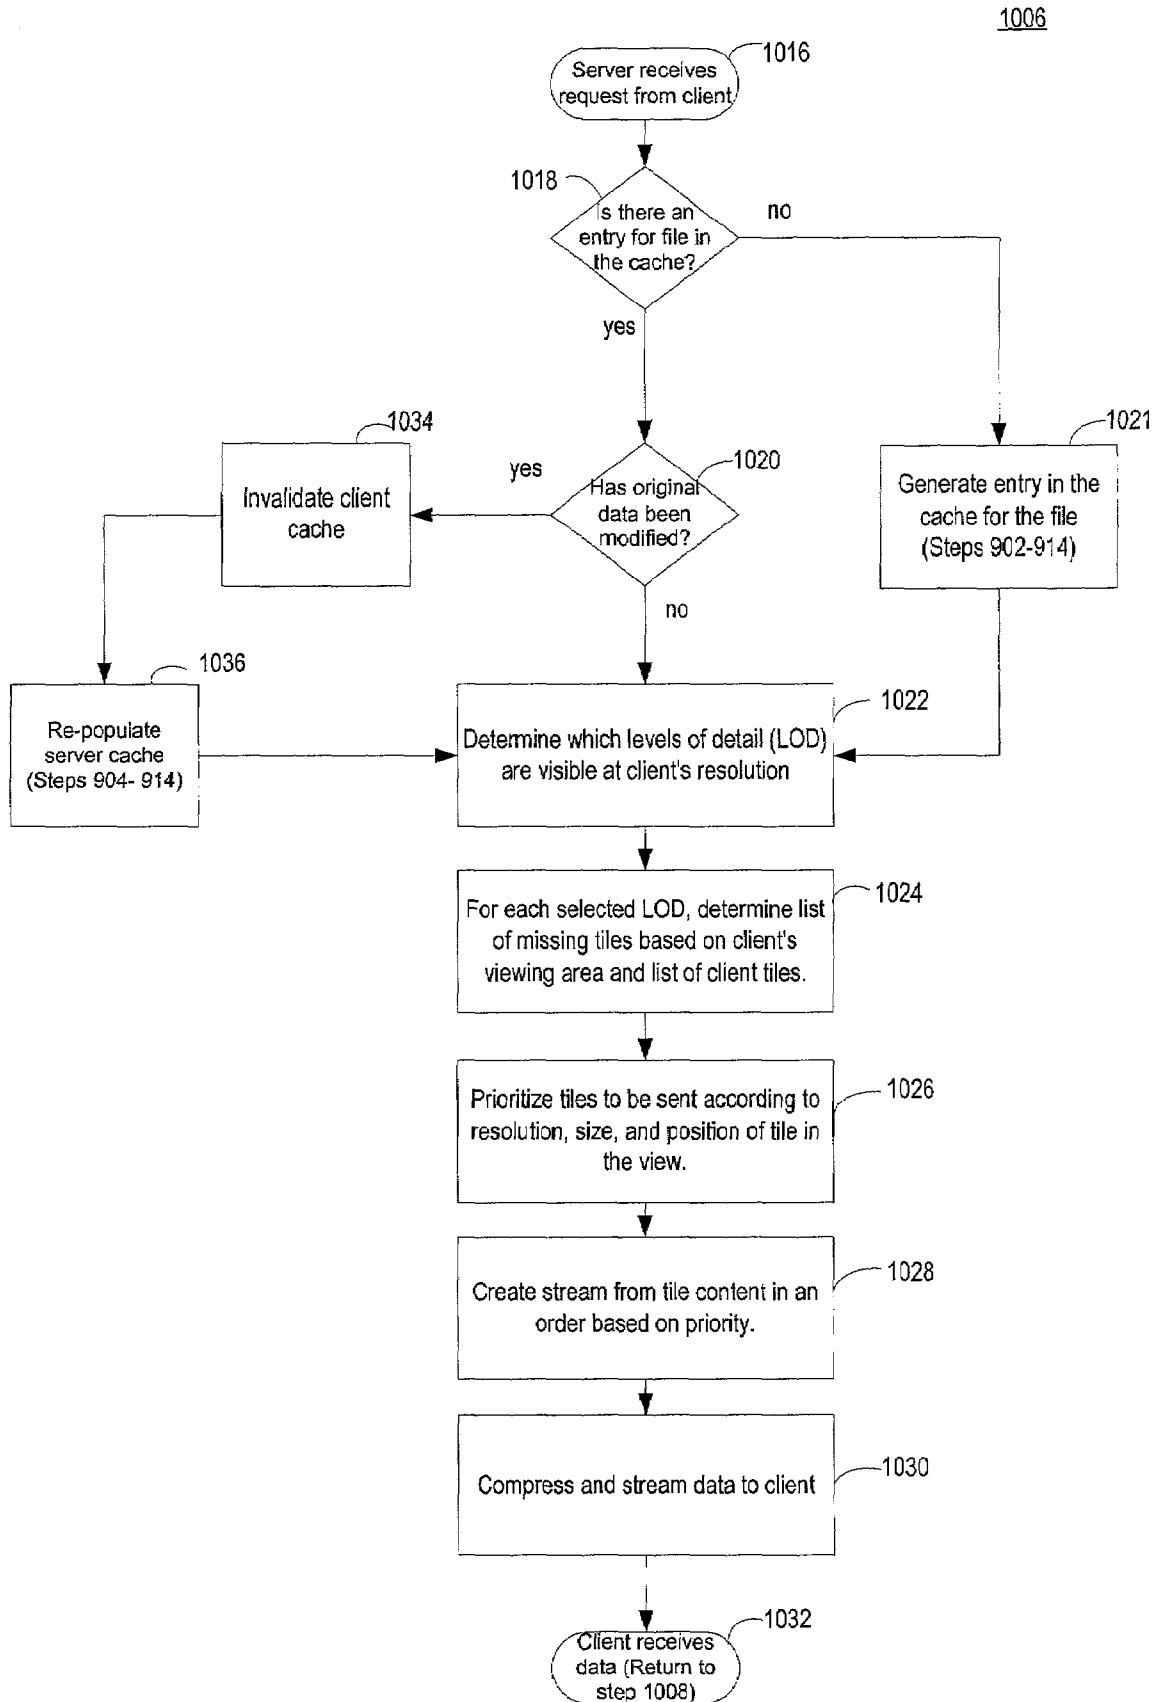 1006
1016
Server receives
request from client
1018
Is there an
entry for file in
the cache?
no
yes
1034
Invalidate client
cache
yes
1020
Has original
data been
modified?
no
1021
Generate entry in the
cache for the file
(Steps 902-914)
1036
Re-populate
server cache
(Steps 904- 914)
1022
Determine which levels of detail (LOD)
are visible at client's resolution
1024
For each selected LOD, determine list
of missing tiles based on client's
viewing area and list of client tiles.
1026
Prioritize tiles to be sent according to
resolution, size, and position of tile in
the view.
1028
Create stream from tile content in an
order based on priority.
1030
Compress and stream data to client
1032
Client receives
data (Return to
step 1008)